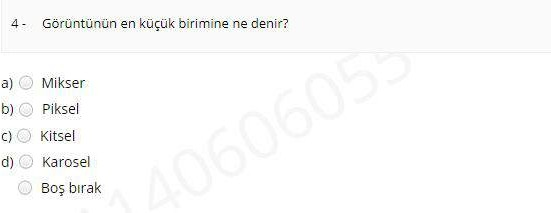 4 - Görüntünün en küçük birimine ne denir?
a) Mikser
b) Piksel
c) Kitsel
d) Karosel
Boş bırak